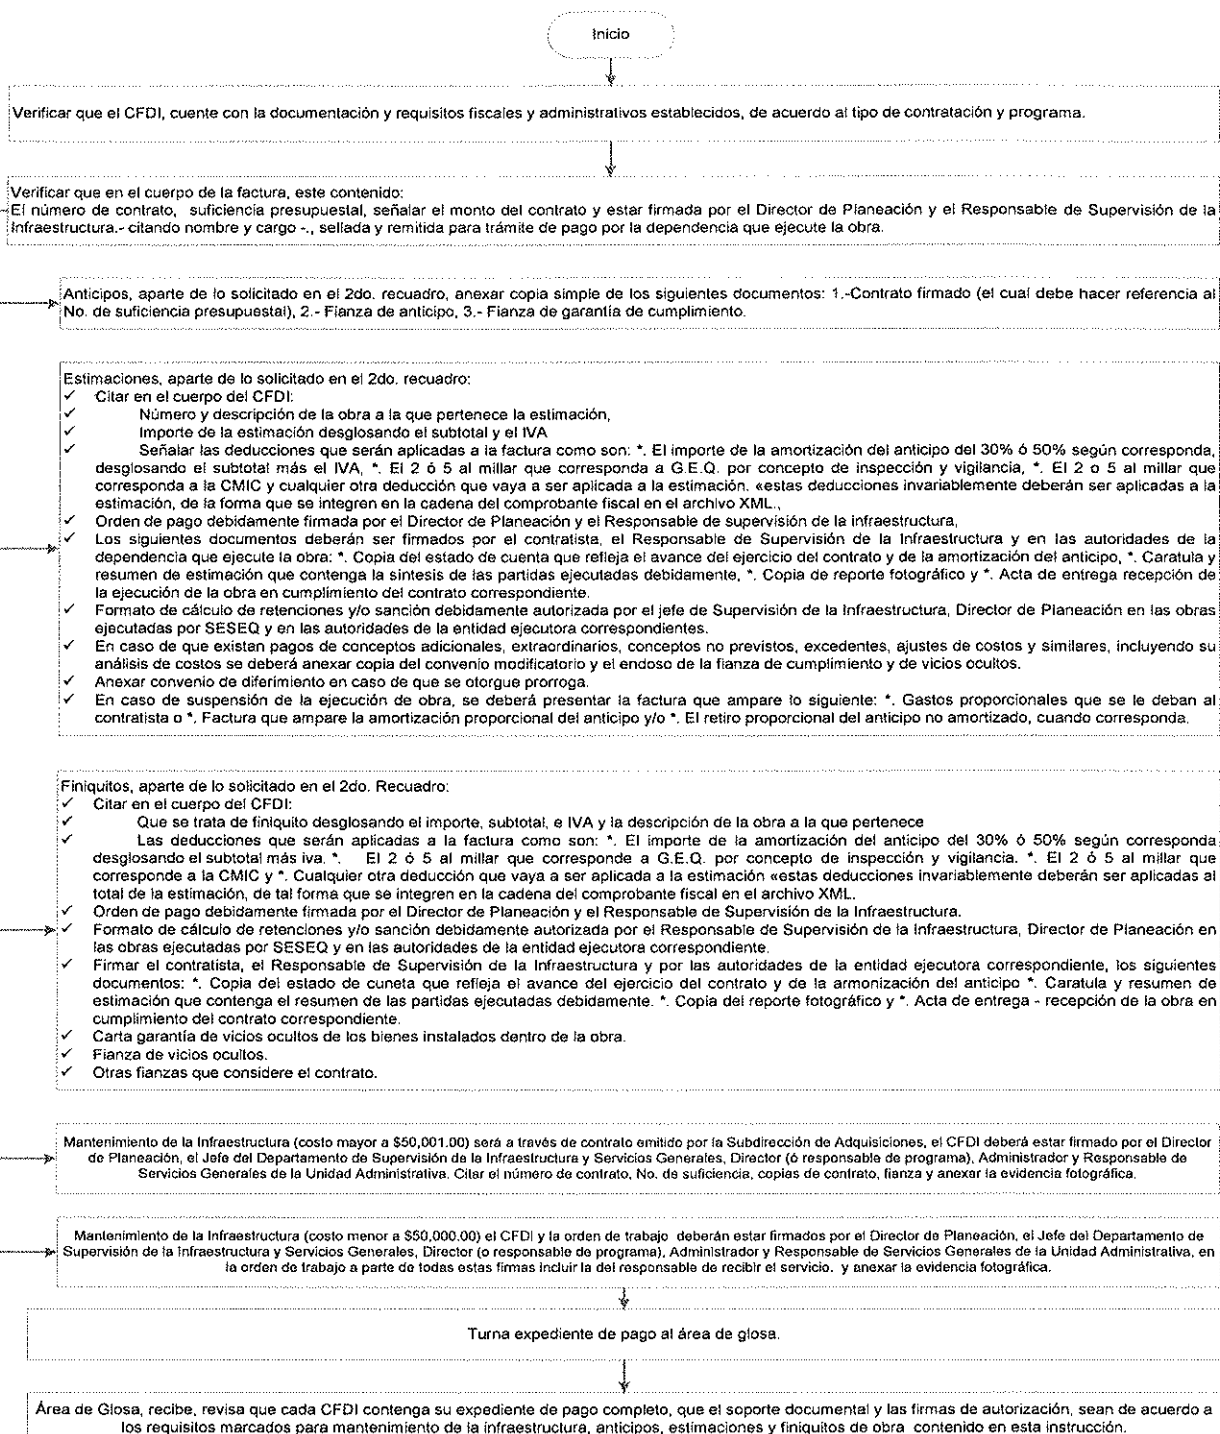 Inicio
Verificar que el CFDI, cuente con la documentación y requisitos fiscales y administrativos establecidos, de acuerdo al tipo de contratación y programa.
Verificar que en el cuerpo de la factura, este contenido:
El número de contrato, suficiencia presupuestal, señalar el monto del contrato y estar firmada por el Director de Planeación y el Responsable de Supervisión de la
Infraestructura.- citando nombre y cargo -., sellada y remitida para trámite de pago por la dependencia que ejecute la obra.
Anticipos, aparte de lo solicitado en el 2do. recuadro, anexar copia simple de los siguientes documentos: 1.-Contrato firmado (el cual debe hacer referencia al
No. de suficiencia presupuestal), 2.- Fianza de anticipo, 3.- Fianza de garantía de cumplimiento.
Estimaciones, aparte de lo solicitado en el 2do. recuadro:
✓ Citar en el cuerpo del CFDI:
✓ Número y descripción de la obra a la que pertenece la estimación,
✓ Importe de la estimación desglosando el subtotal y el IVA
✓ Señalar las deducciones que serán aplicadas a la factura como son: *. El importe de la amortización del anticipo del 30% ó 50% según corresponda,
desglosando el subtotal más el IVA, *. El 2 ó 5 al millar que corresponda a G.E.Q. por concepto de inspección y vigilancia, *. El 2 o 5 al millar que
corresponda a la CMIC y cualquier otra deducción que vaya a ser aplicada a la estimación. «estas deducciones invariablemente deberán ser aplicadas a la
estimación, de la forma que se integren en la cadena del comprobante fiscal en el archivo XML.,
✓ Orden de pago debidamente firmada por el Director de Planeación y el Responsable de supervisión de la infraestructura,
✓ Los siguientes documentos deberán ser firmados por el contratista, el Responsable de Supervisión de la Infraestructura y en las autoridades de la
dependencia que ejecute la obra: *. Copia del estado de cuenta que refleja el avance del ejercicio del contrato y de la amortización del anticipo, *. Caratula y
resumen de estimación que contenga la síntesis de las partidas ejecutadas debidamente, *. Copia de reporte fotográfico y *. Acta de entrega recepción de
la ejecución de la obra en cumplimiento del contrato correspondiente.
✓ Formato de cálculo de retenciones y/o sanción debidamente autorizada por el jefe de Supervisión de la Infraestructura, Director de Planeación en las obras
ejecutadas por SESEQ y en las autoridades de la entidad ejecutora correspondientes.
✓ En caso de que existan pagos de conceptos adicionales, extraordinarios, conceptos no previstos, excedentes, ajustes de costos y similares, incluyendo su
análisis de costos se deberá anexar copia del convenio modificatorio y el endoso de la fianza de cumplimiento y de vicios ocultos.
✓ Anexar convenio de diferimiento en caso de que se otorgue prorroga.
✓ En caso de suspensión de la ejecución de obra, se deberá presentar la factura que ampare lo siguiente: *. Gastos proporcionales que se le deban al
contratista o *. Factura que ampare la amortización proporcional del anticipo y/o *. El retiro proporcional del anticipo no amortizado, cuando corresponda.
Finiquitos, aparte de lo solicitado en el 2do. Recuadro:
✓ Citar en el cuerpo del CFDI:
✓ Que se trata de finiquito desglosando el importe, subtotal, e IVA y la descripción de la obra a la que pertenece
✓ Las deducciones que serán aplicadas a la factura como son: *. El importe de la amortización del anticipo del 30% ó 50% según corresponda
desglosando el subtotal más iva. *. El 2 ó 5 al millar que corresponde a G.E.Q. por concepto de inspección y vigilancia. *. El 2 ó 5 al millar que
corresponde a la CMIC y *. Cualquier otra deducción que vaya a ser aplicada a la estimación «estas deducciones invariablemente deberán ser aplicadas al
total de la estimación, de tal forma que se integren en la cadena del comprobante fiscal en el archivo XML.
✓ Orden de pago debidamente firmada por el Director de Planeación y el Responsable de Supervisión de la Infraestructura.
✓ Formato de cálculo de retenciones y/o sanción debidamente autorizada por el Responsable de Supervisión de la Infraestructura, Director de Planeación en
las obras ejecutadas por SESEQ y en las autoridades de la entidad ejecutora correspondiente.
✓ Firmar el contratista, el Responsable de Supervisión de la Infraestructura y por las autoridades de la entidad ejecutora correspondiente, los siguientes
documentos: *. Copia del estado de cuneta que refleja el avance del ejercicio del contrato y de la armonización del anticipo *. Caratula y resumen de
estimación que contenga el resumen de las partidas ejecutadas debidamente. *. Copia del reporte fotográfico y *. Acta de entrega - recepción de la obra en
cumplimiento del contrato correspondiente.
✓ Carta garantía de vicios ocultos de los bienes instalados dentro de la obra.
✓ Fianza de vicios ocultos.
✓ Otras fianzas que considere el contrato.
Mantenimiento de la Infraestructura (costo mayor a $50,001.00) será a través de contrato emitido por la Subdirección de Adquisiciones, el CFDI deberá estar firmado por el Director
de Planeación, el Jefe del Departamento de Supervisión de la Infraestructura y Servicios Generales, Director (ó responsable de programa), Administrador y Responsable de
Servicios Generales de la Unidad Administrativa. Citar el número de contrato, No. de suficiencia, copias de contrato, fianza y anexar la evidencia fotográfica.
Mantenimiento de la Infraestructura (costo menor a $50,000.00) el CFDI y la orden de trabajo deberán estar firmados por el Director de Planeación, el Jefe del Departamento de
Supervisión de la Infraestructura y Servicios Generales, Director (o responsable de programa), Administrador y Responsable de Servicios Generales de la Unidad Administrativa, en
la orden de trabajo a parte de todas estas firmas incluir la del responsable de recibir el servicio. y anexar la evidencia fotográfica.
Turna expediente de pago al área de glosa.
Área de Glosa, recibe, revisa que cada CFDI contenga su expediente de pago completo, que el soporte documental y las firmas de autorización, sean de acuerdo a
los requisitos marcados para mantenimiento de la infraestructura, anticipos, estimaciones y finiquitos de obra contenido en esta instrucción.